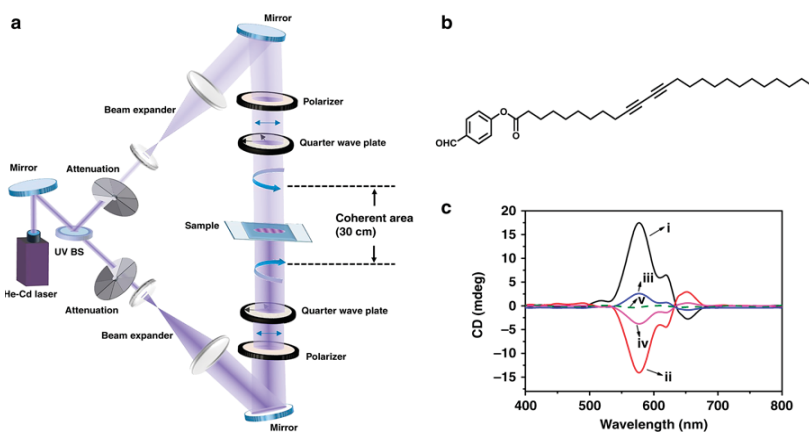 a
Mirror
Beam expander
Polarizer
Attenuation
Quarter wave plate
Mirror
Coherent area
(30 cm)
Sample
UV BS
He-Cd laser
Attenuation
Quarter wave plate
Beam expander
Polarizer
Mirror
b
O
O
OHC
c
CD (mdeg)
20
15
10
5
0
−5
−10
−15
i
iii
v
iv
ii
400
500
600
700
800
Wavelength (nm)